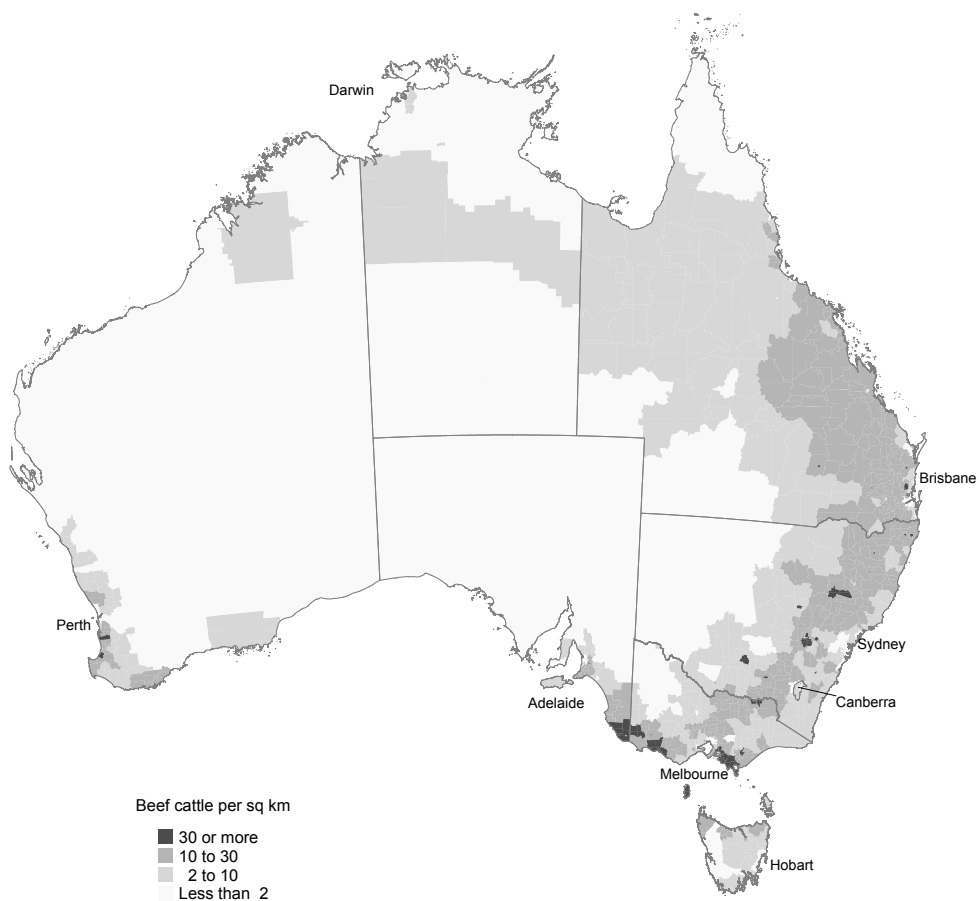 Darwin
Brisbane
Perth
Sydney
Adelaide
Canberra
Melbourne
Beef cattle per sq km
30 or more
10 to 30
2 to 10
Less than 2
Hobart